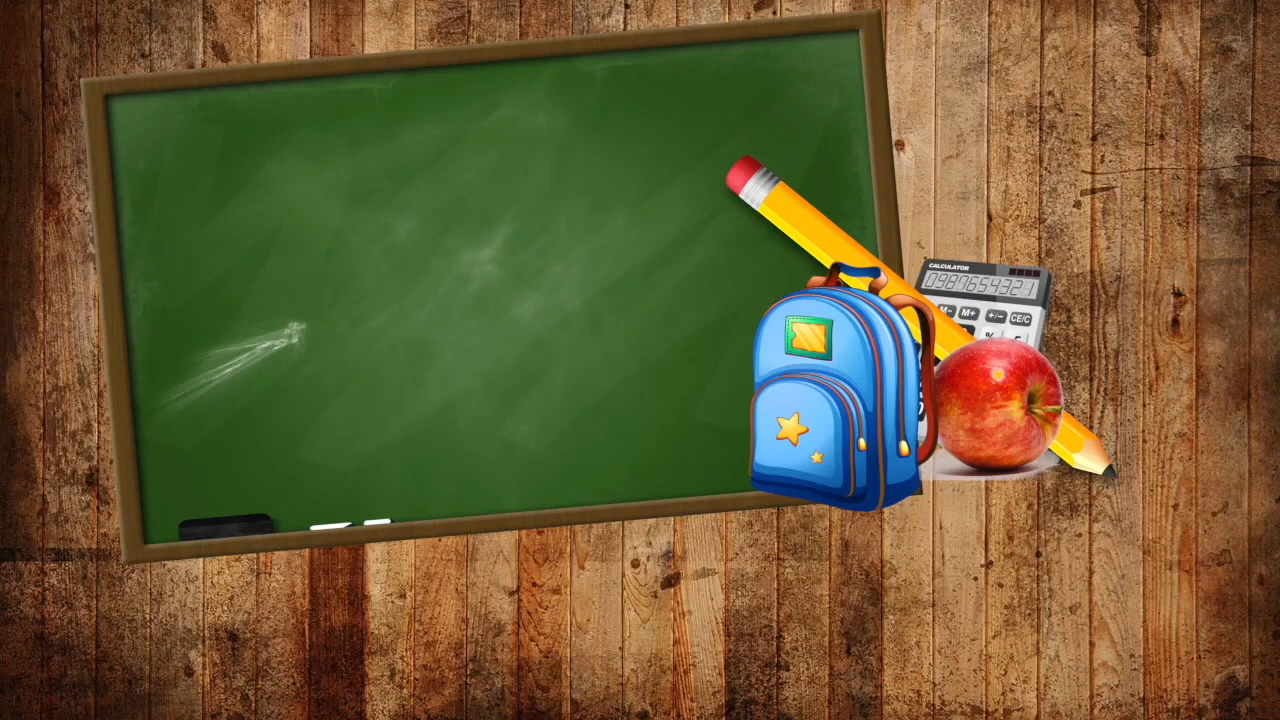 CALCULATOR
0987654321
M- M+ +/- CE/C
%